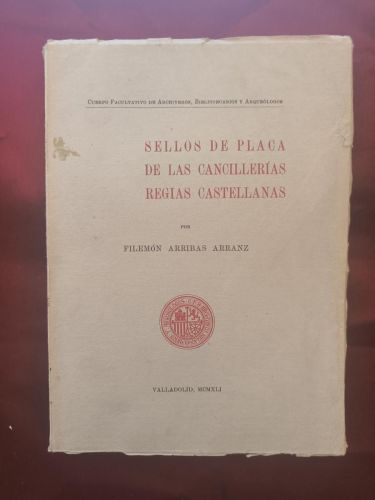 Cuerpo Facultativo de Archiveros, Bibliotecarios y Arqueólogos
SELLOS DE PLACA
DE LAS CANCILLERÍAS
REGIAS CASTELLANAS
POR
FILEMÓN ARRIBAS ARRANZ
VALLADOLID, MCMXLI